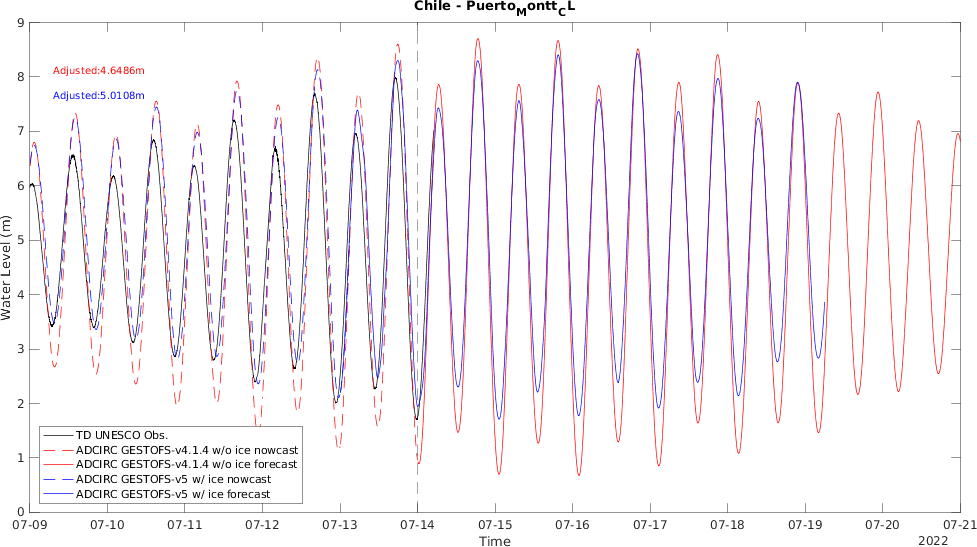 Chile - PuertoMonttCL
Adjusted:4.6486m
Adjusted:5.0108m
Water Level (m)
9
8
7
6
5
4
3
2
1
0
TD UNESCO Obs.
ADCIRC GESTOFS-v4.1.4 w/o ice nowcast
ADCIRC GESTOFS-v4.1.4 w/o ice forecast
ADCIRC GESTOFS-v5 w/ ice nowcast
ADCIRC GESTOFS-v5 w/ ice forecast
07-09 07-10 07-11 07-12 07-13 07-14 07-15 07-16 07-17 07-18 07-19 07-20 07-21
Time
2022